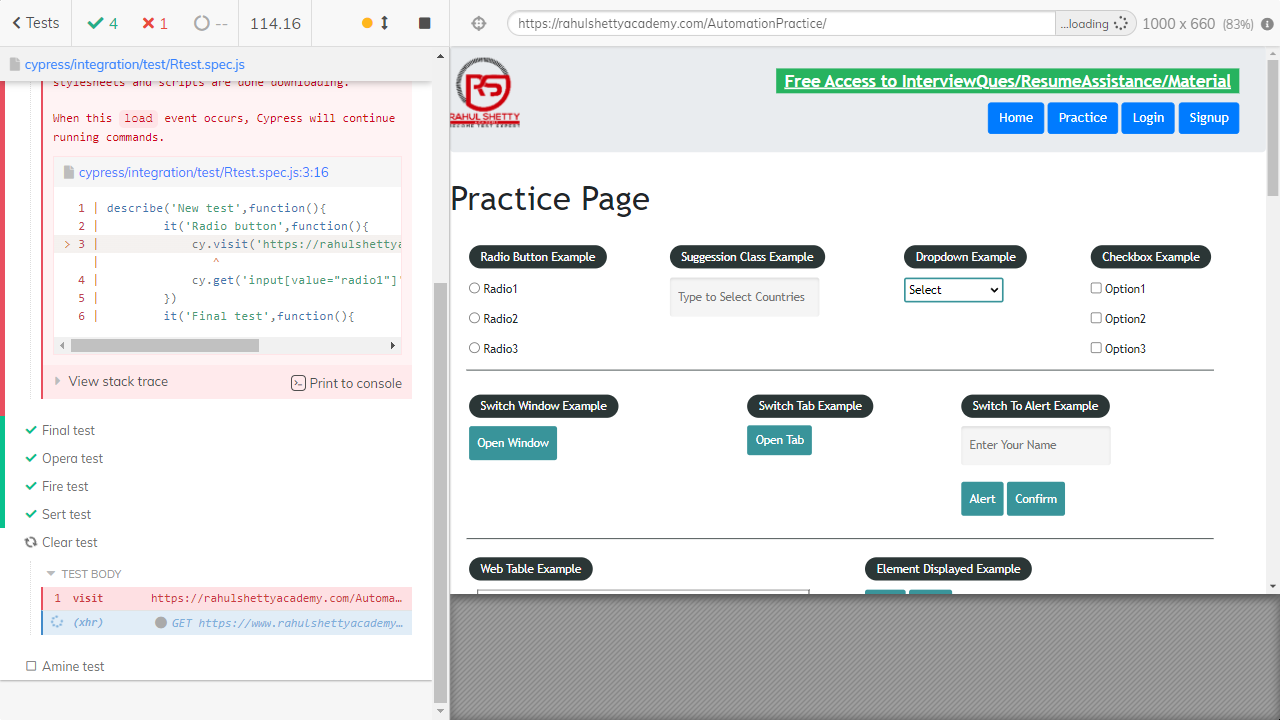 Tests
4
1
--
114.16
https://rahulshettyacademy.com/AutomationPractice/
...loading
1000 x 660 (83%)
cypress/integration/test/Rtest.spec.js
stylesheets and scripts are done downloading.
When this load event occurs, Cypress will continue
running commands.
cypress/integration/test/Rtest.spec.js:3:16
1 | describe('New test',function(){
2 | it('Radio button',function(){
> 3 | cy.visit('https://rahulshettya
| ^
4 | cy.get('input[value="radio1"]'
5 | })
6 | it('Final test',function(){
View stack trace
Print to console
Final test
Opera test
Fire test
Sert test
Clear test
TEST BODY
1 visit https://rahulshettyacademy.com/Automa…
(xhr) GET https://www.rahulshettyacademy…
Amine test
RS
RAHUL SHETTY
ACADEMY
BECOME TEST EXPERT
Free Access to InterviewQues/ResumeAssistance/Material
Home Practice Login Signup
Practice Page
Radio Button Example
Radio1
Radio2
Radio3
Suggession Class Example
Type to Select Countries
Dropdown Example
Select
Checkbox Example
Option1
Option2
Option3
Switch Window Example
Open Window
Switch Tab Example
Open Tab
Switch To Alert Example
Enter Your Name
Alert Confirm
Web Table Example
Element Displayed Example